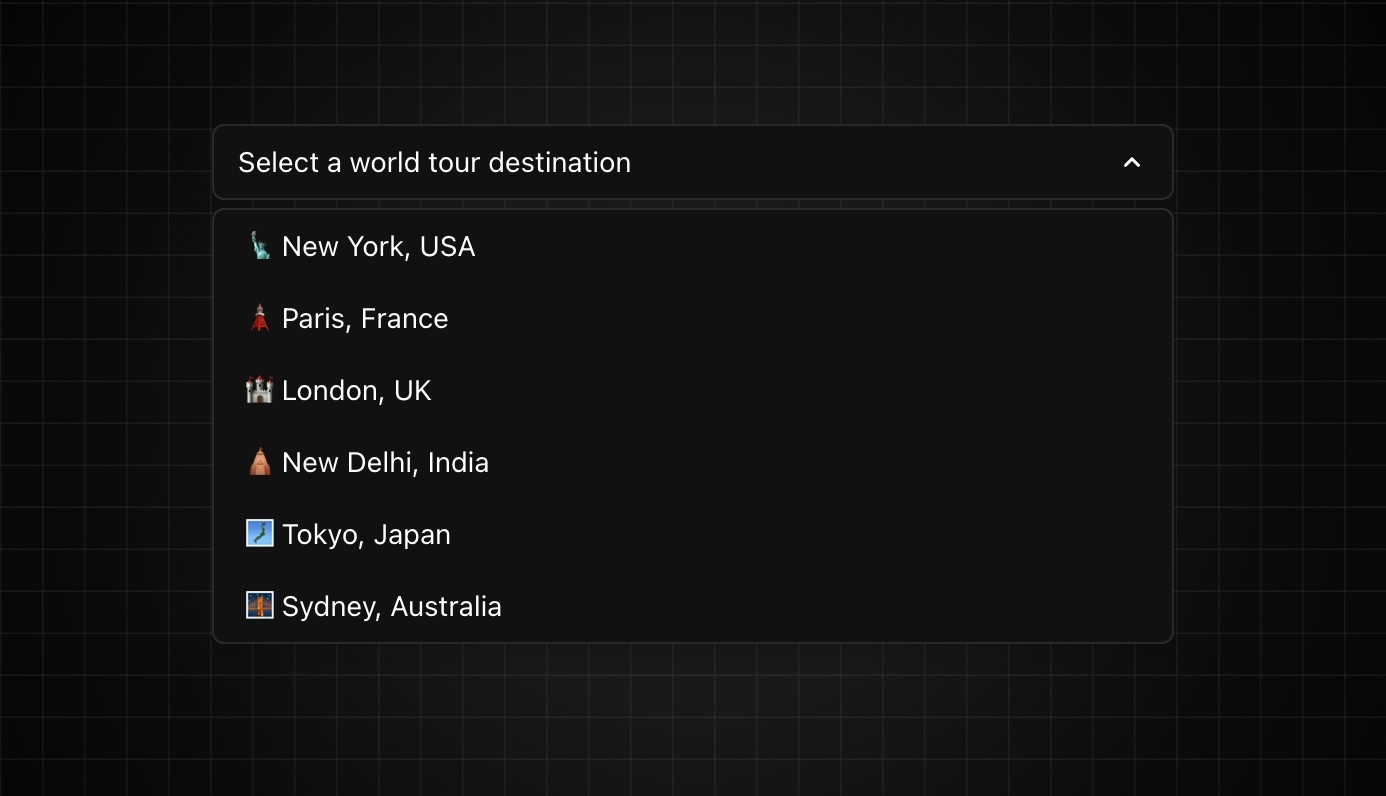 Select a world tour destination
🗽 New York, USA
🗼 Paris, France
🏰 London, UK
🛕 New Delhi, India
🗾 Tokyo, Japan
🌉 Sydney, Australia